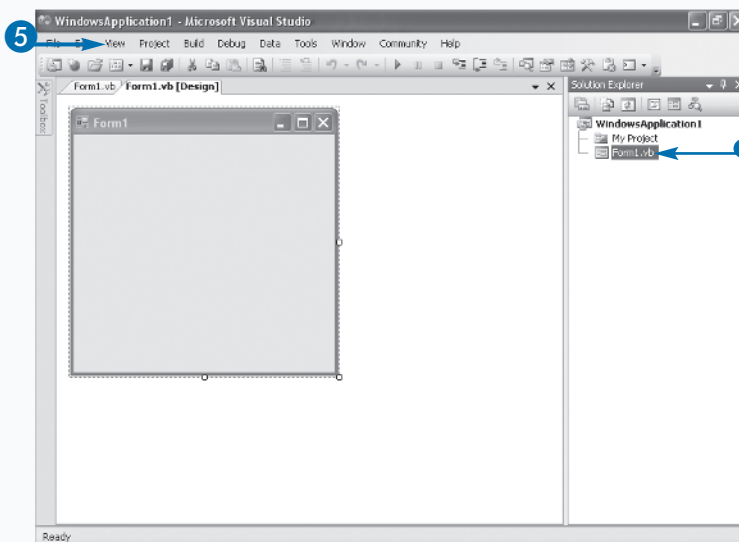 WindowsApplication1 - Microsoft Visual Studio
5
View Project Build Debug Data Tools Window Community Help
Form1.vb Form1.vb [Design]
Solution Explorer
Toolbox
Form1
WindowsApplication1
My Project
Form1.vb
Ready